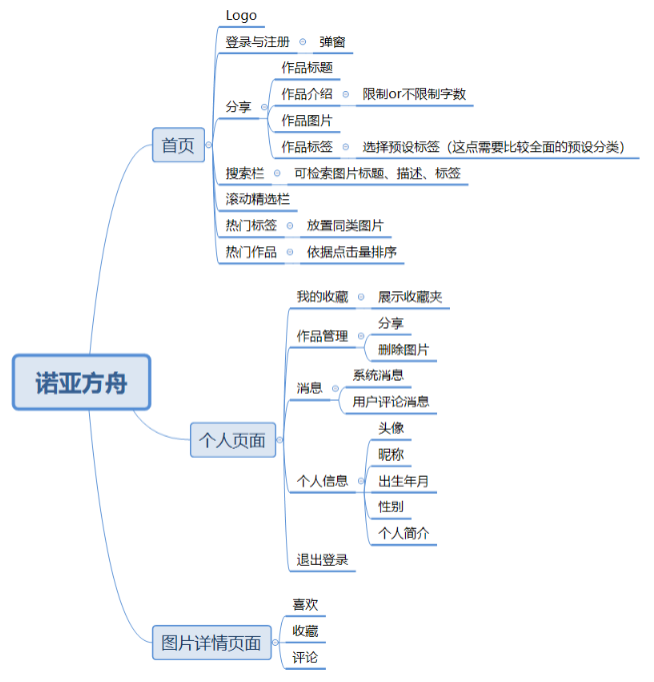 诺亚方舟
首页
Logo
登录与注册
弹窗
分享
作品标题
作品介绍
限制or不限制字数
作品图片
作品标签
选择预设标签（这点需要比较全面的预设分类）
搜索栏
可检索图片标题、描述、标签
滚动精选栏
热门标签
放置同类图片
热门作品
依据点击量排序
个人页面
我的收藏
展示收藏夹
作品管理
分享
删除图片
消息
系统消息
用户评论消息
个人信息
头像
昵称
出生年月
性别
个人简介
退出登录
图片详情页面
喜欢
收藏
评论